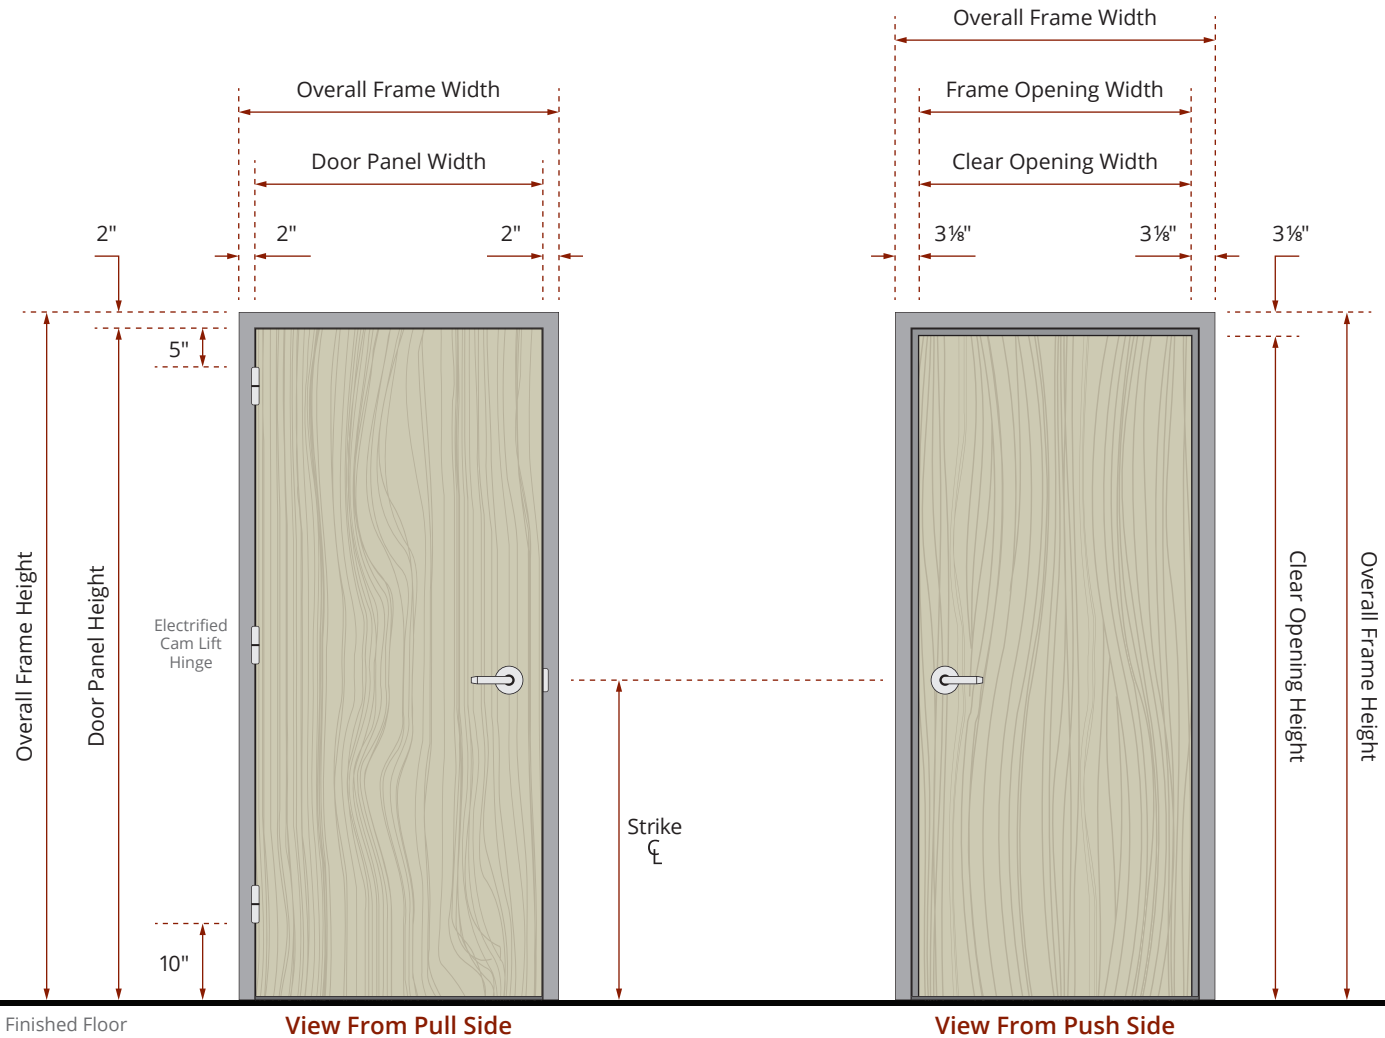 Overall Frame Width
Overall Frame Width
Frame Opening Width
Door Panel Width
Clear Opening Width
2"
2"
2"
3⅛"
3⅛"
3⅛"
5"
Overall Frame Height
Door Panel Height
Electrified
Cam Lift
Hinge
Clear Opening Height
Overall Frame Height
Strike
℄
10"
Finished Floor
View From Pull Side
View From Push Side